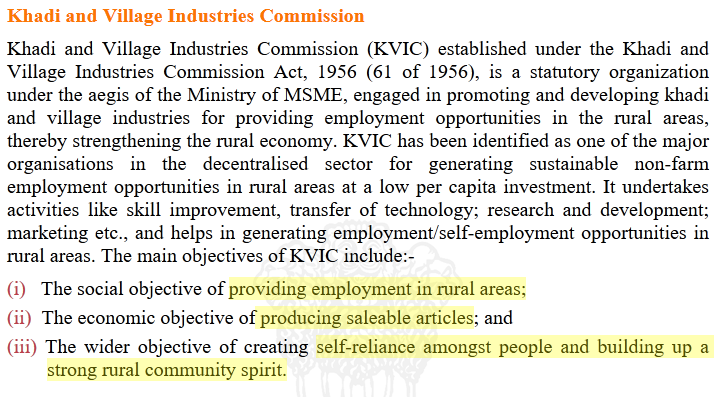 Khadi and Village Industries Commission
Khadi and Village Industries Commission (KVIC) established under the Khadi and
Village Industries Commission Act, 1956 (61 of 1956), is a statutory organization
under the aegis of the Ministry of MSME, engaged in promoting and developing khadi
and village industries for providing employment opportunities in the rural areas,
thereby strengthening the rural economy. KVIC has been identified as one of the major
organisations in the decentralised sector for generating sustainable non-farm
employment opportunities in rural areas at a low per capita investment. It undertakes
activities like skill improvement, transfer of technology; research and development;
marketing etc., and helps in generating employment/self-employment opportunities in
rural areas. The main objectives of KVIC include:-
(i) The social objective of providing employment in rural areas;
(ii) The economic objective of producing saleable articles; and
(iii) The wider objective of creating self-reliance amongst people and building up a
strong rural community spirit.